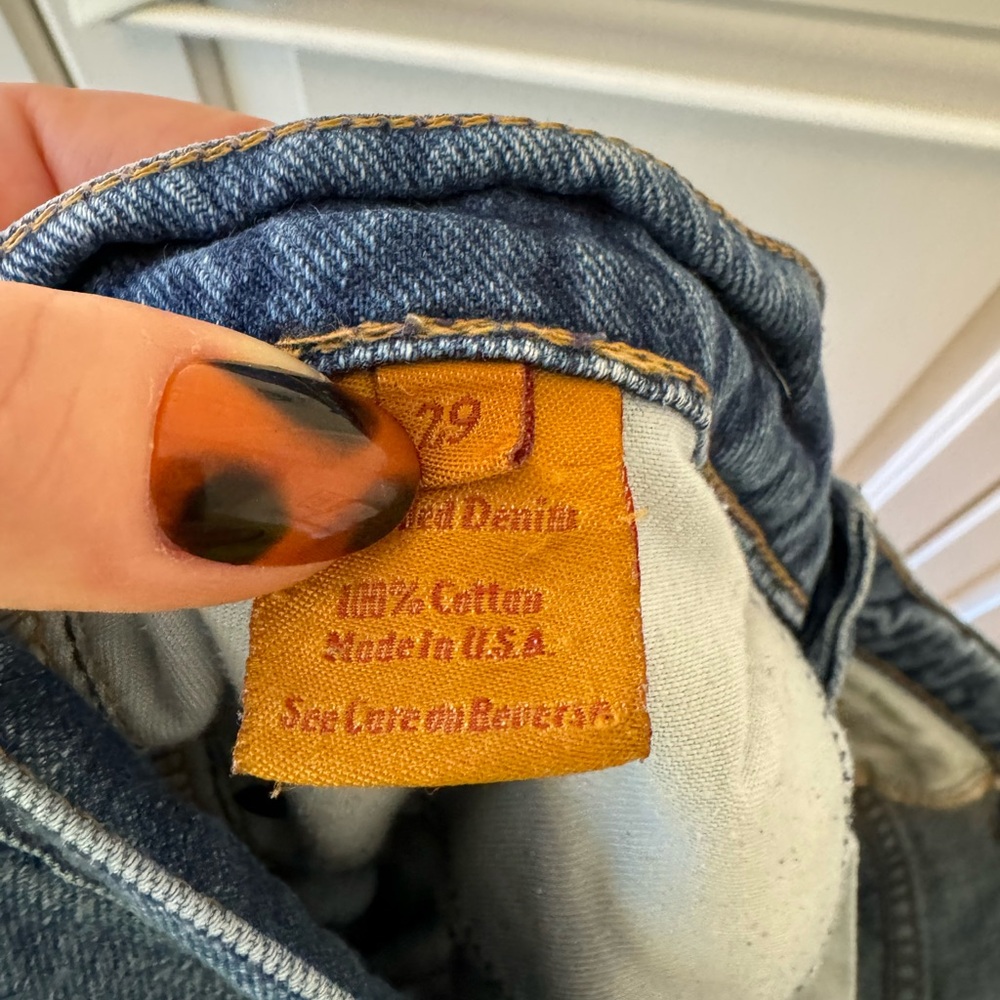 29
Denim
100% Cotton
Made in U.S.A.
See Care on Reverse